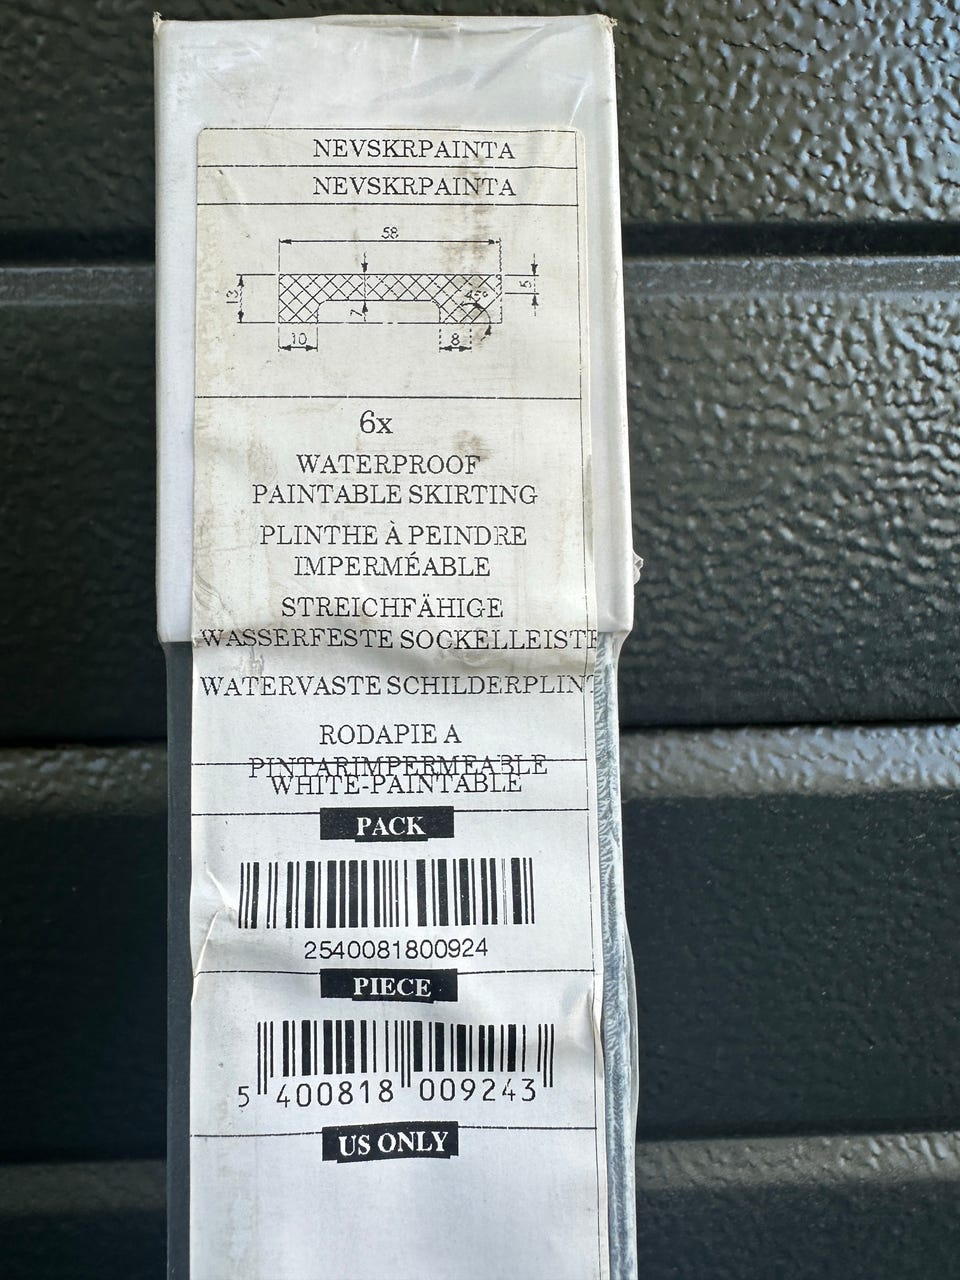 NEVSKRPAINTA
NEVSKRPAINTA
58
13
7
45°
5
10
8
6x
WATERPROOF
PAINTABLE SKIRTING
PLINTHE À PEINDRE
IMPERMÉABLE
STREICHFÄHIGE
WASSERFESTE SOCKELLEISTE
WATERVASTE SCHILDERPLINT
RODAPIE A
PINTARIMPERMEABLE
WHITE-PAINTABLE
PACK
2540081800924
PIECE
5 400818 009243
US ONLY